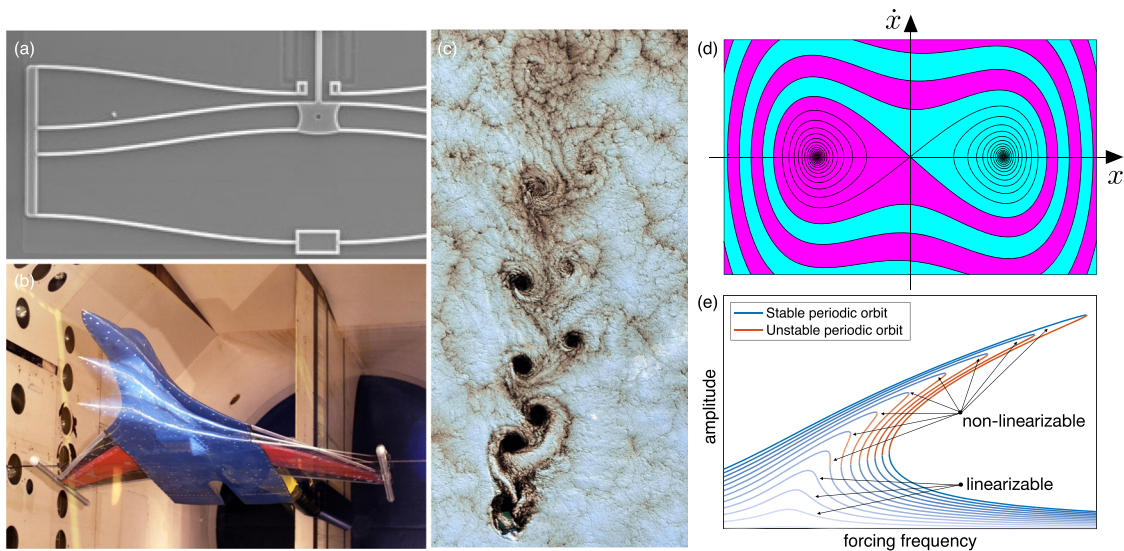 (a)
(b)
(c)
(d)
ẋ
x
(e)
Stable periodic orbit
Unstable periodic orbit
amplitude
non-linearizable
linearizable
forcing frequency